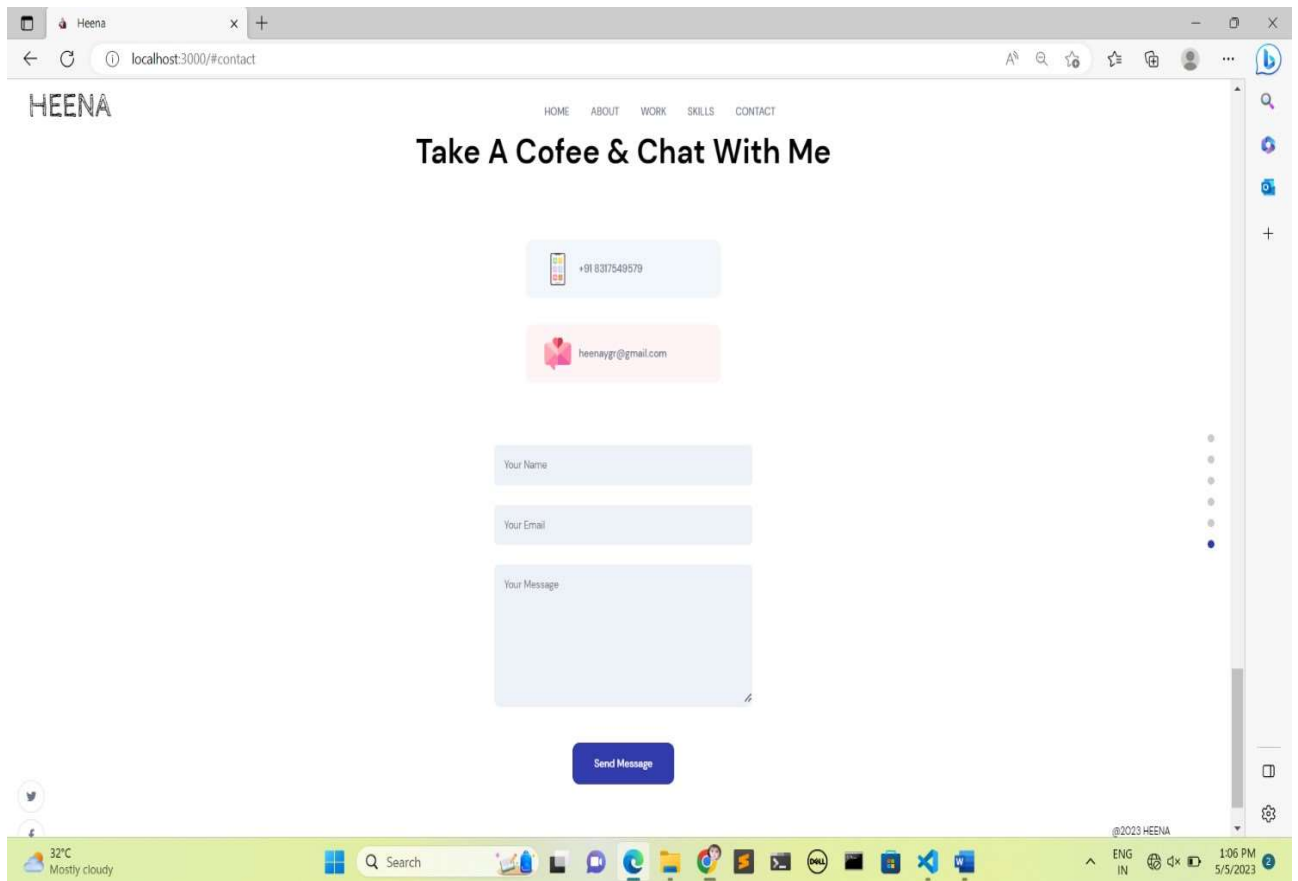 Heena
localhost:3000/#contact
HEENA
HOME ABOUT WORK SKILLS CONTACT
Take A Cofee & Chat With Me
+91 8317549579
heenaygr@gmail.com
Your Name
Your Email
Your Message
Send Message
@2023 HEENA
32°C
Mostly cloudy
Search
DELL
ENG
IN
1:06 PM
5/5/2023
2